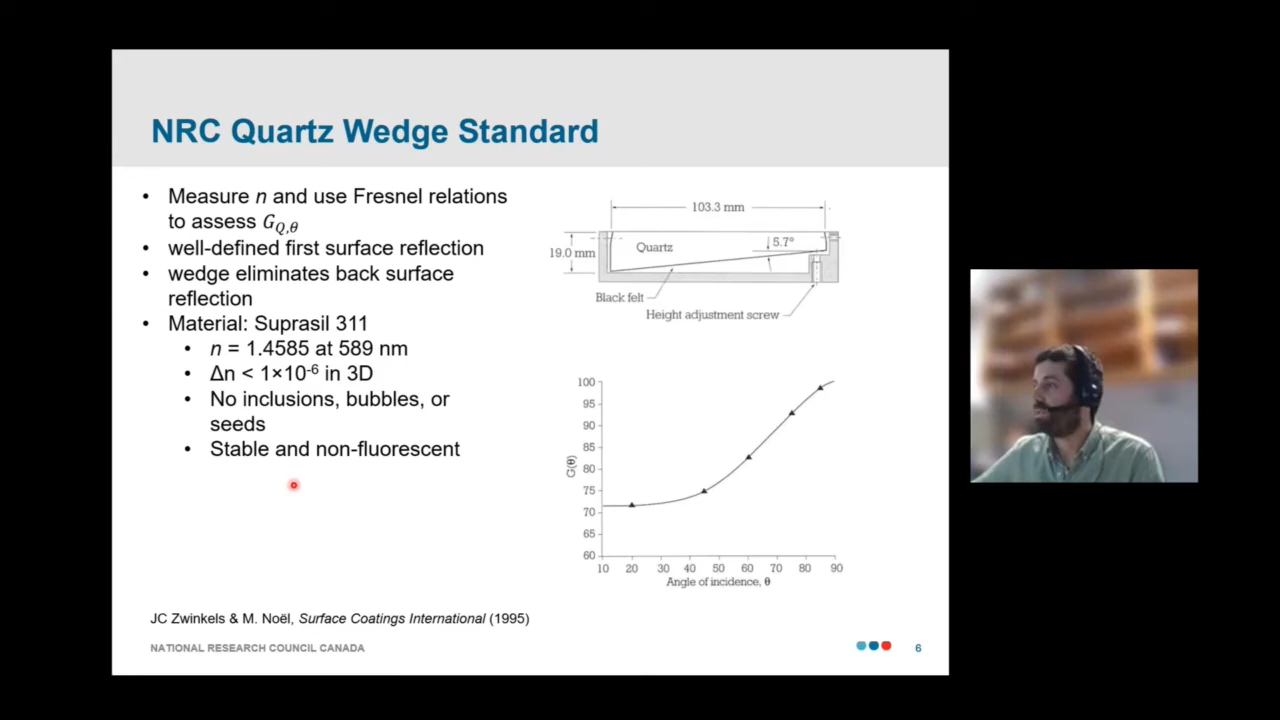 NRC Quartz Wedge Standard
• Measure n and use Fresnel relations
to assess G_{Q,θ}
• well-defined first surface reflection
• wedge eliminates back surface
reflection
• Material: Suprasil 311
• n = 1.4585 at 589 nm
• Δn < 1×10⁻⁶ in 3D
• No inclusions, bubbles, or
seeds
• Stable and non-fluorescent
103.3 mm
19.0 mm
Quartz
5.7°
Black felt
Height adjustment screw
100
95
90
85
80
75
70
65
60
G(θ)
10 20 30 40 50 60 70 80 90
Angle of incidence, θ
JC Zwinkels & M. Noël, Surface Coatings International (1995)
NATIONAL RESEARCH COUNCIL CANADA
6